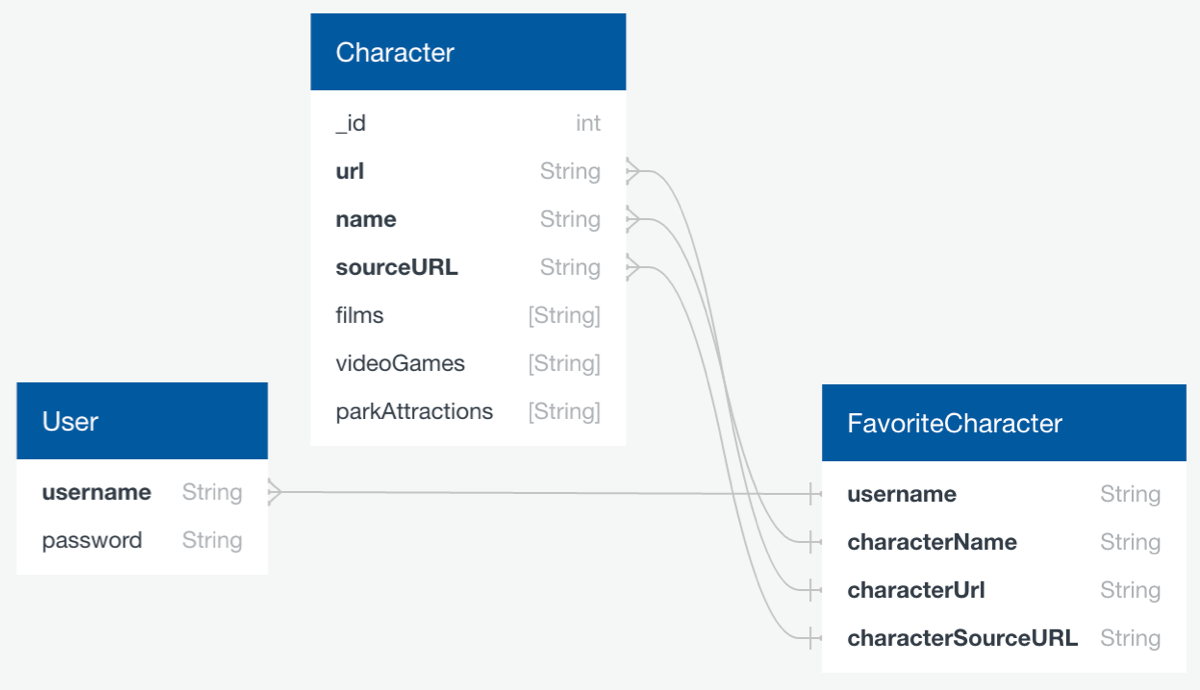 Character
_id int
url String
name String
sourceURL String
films [String]
videoGames [String]
parkAttractions [String]
User
username String
password String
FavoriteCharacter
username String
characterName String
characterUrl String
characterSourceURL String